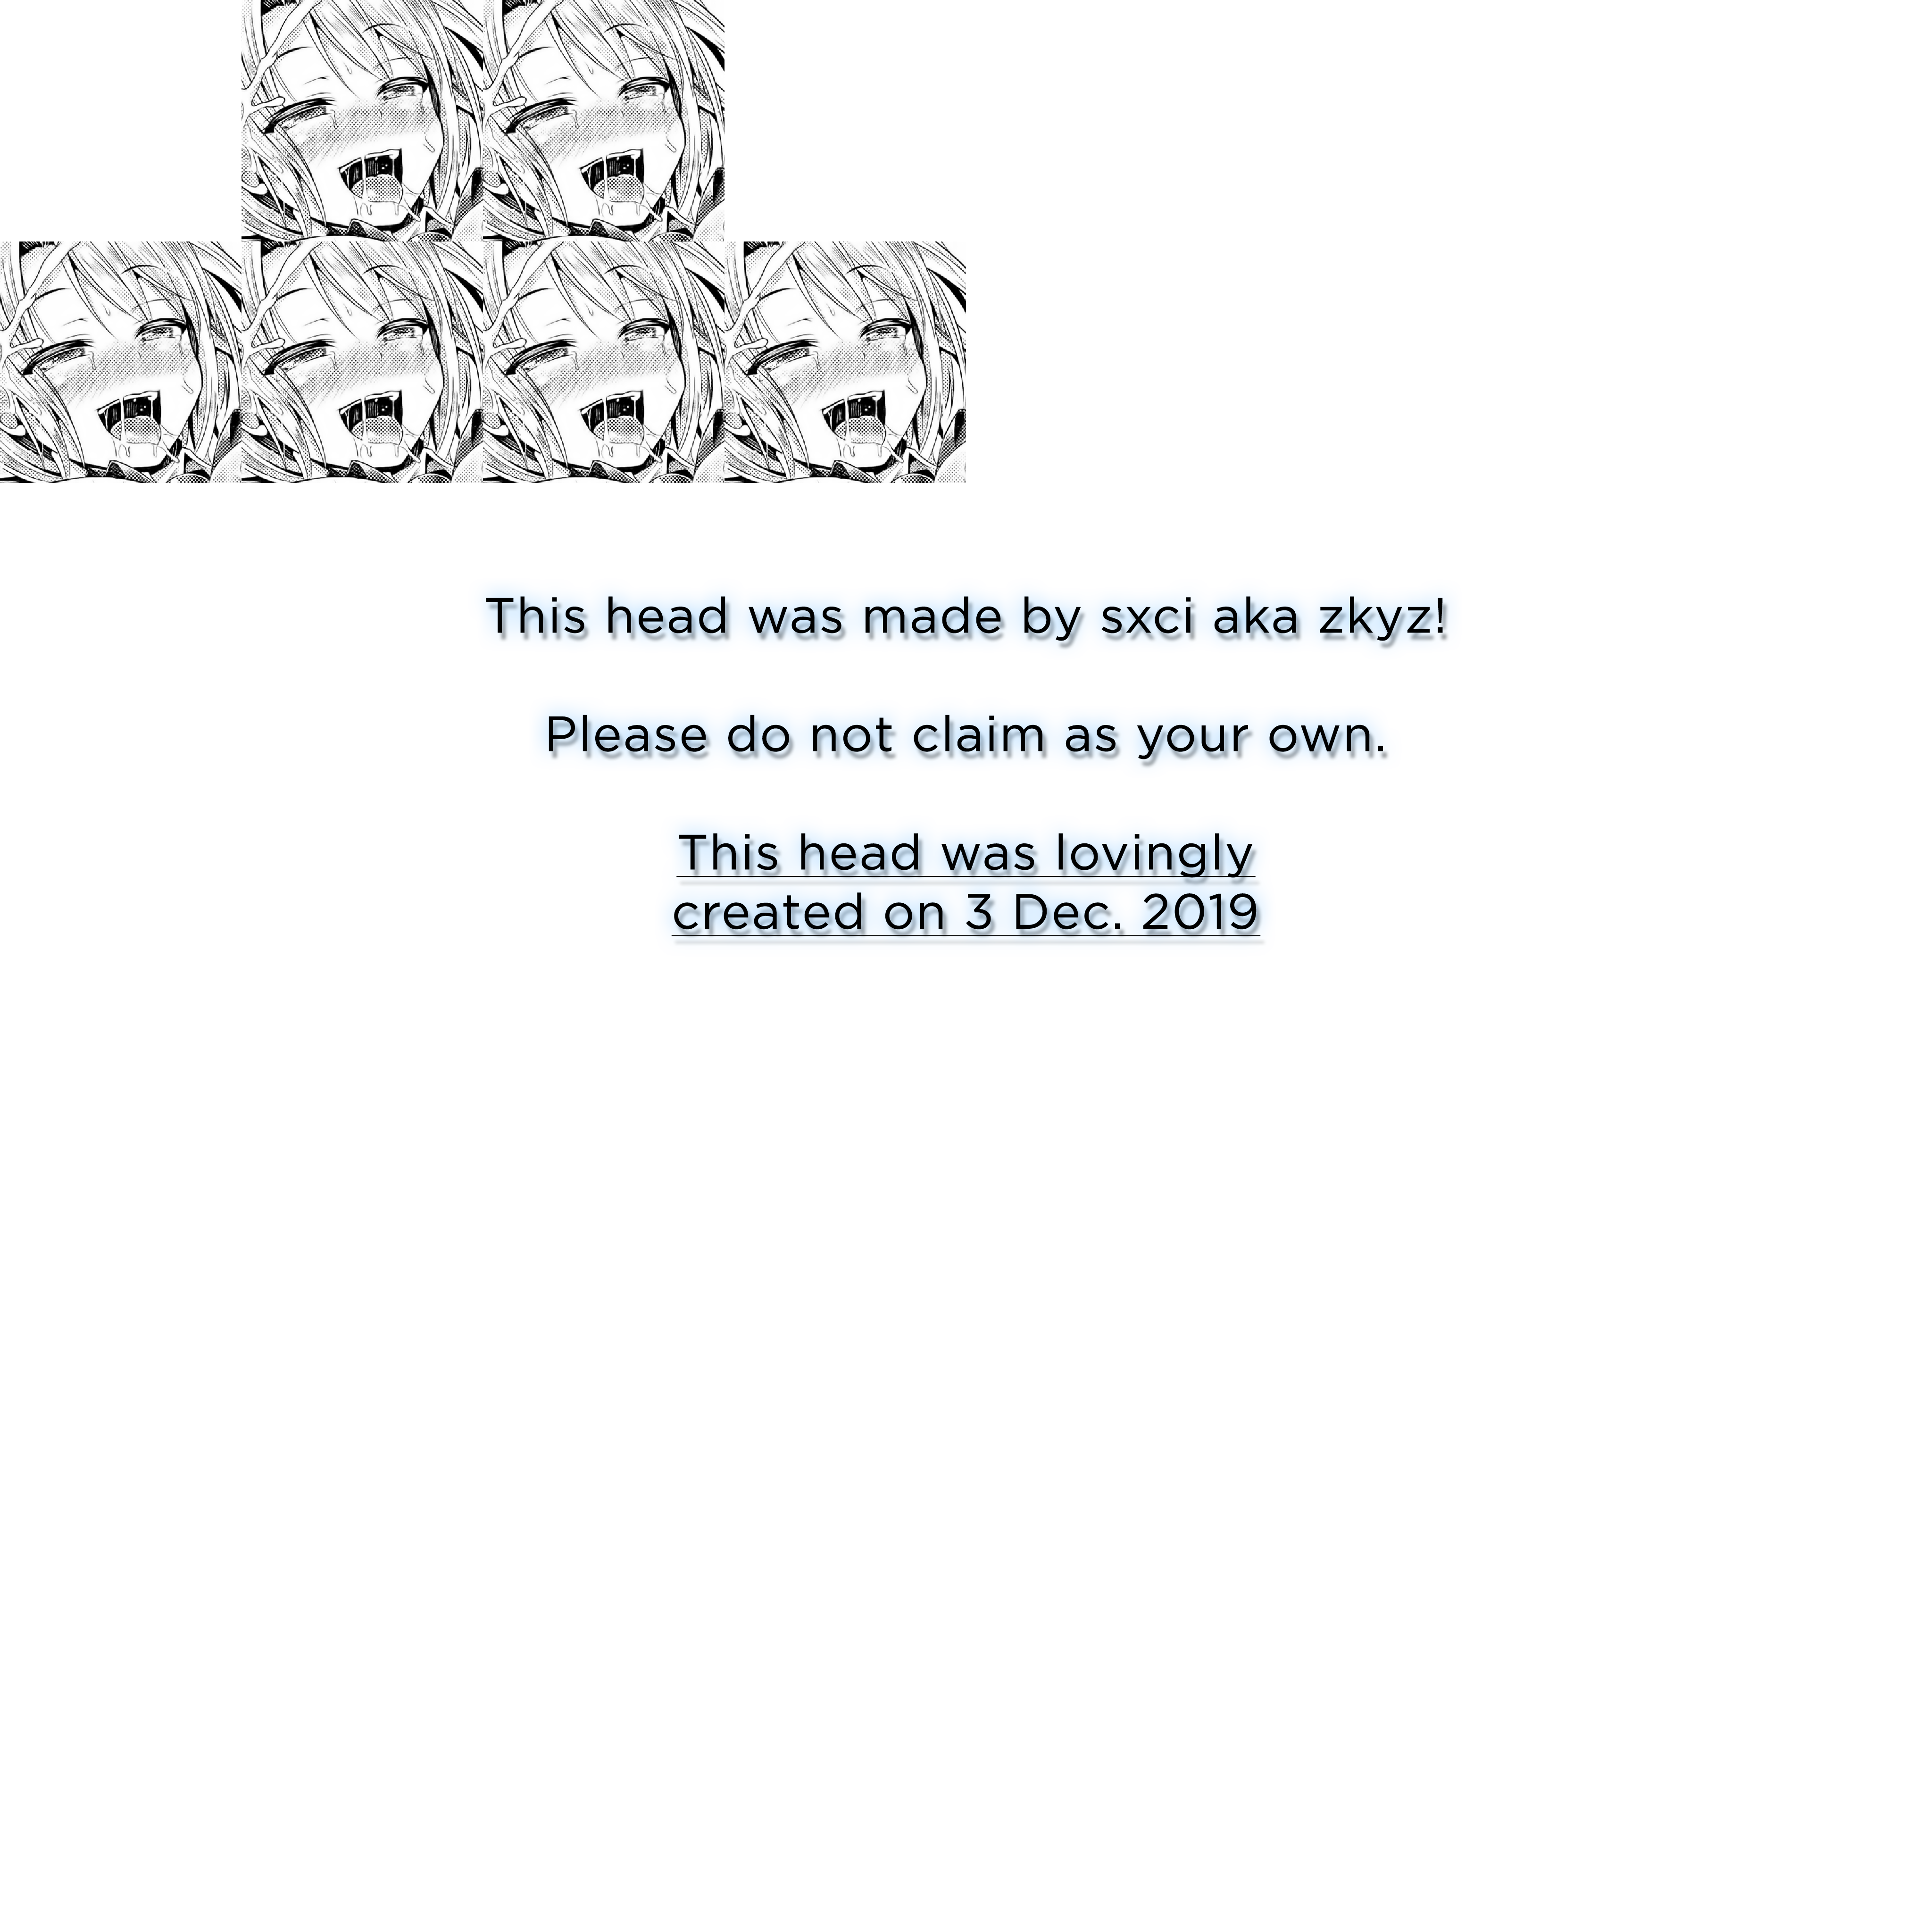 This head was made by sxci aka zkyz!
Please do not claim as your own.
This head was lovingly
created on 3 Dec. 2019